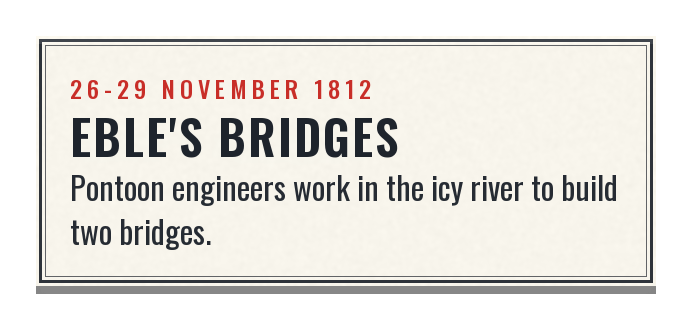 26-29 NOVEMBER 1812
EBLE'S BRIDGES
Pontoon engineers work in the icy river to build
two bridges.